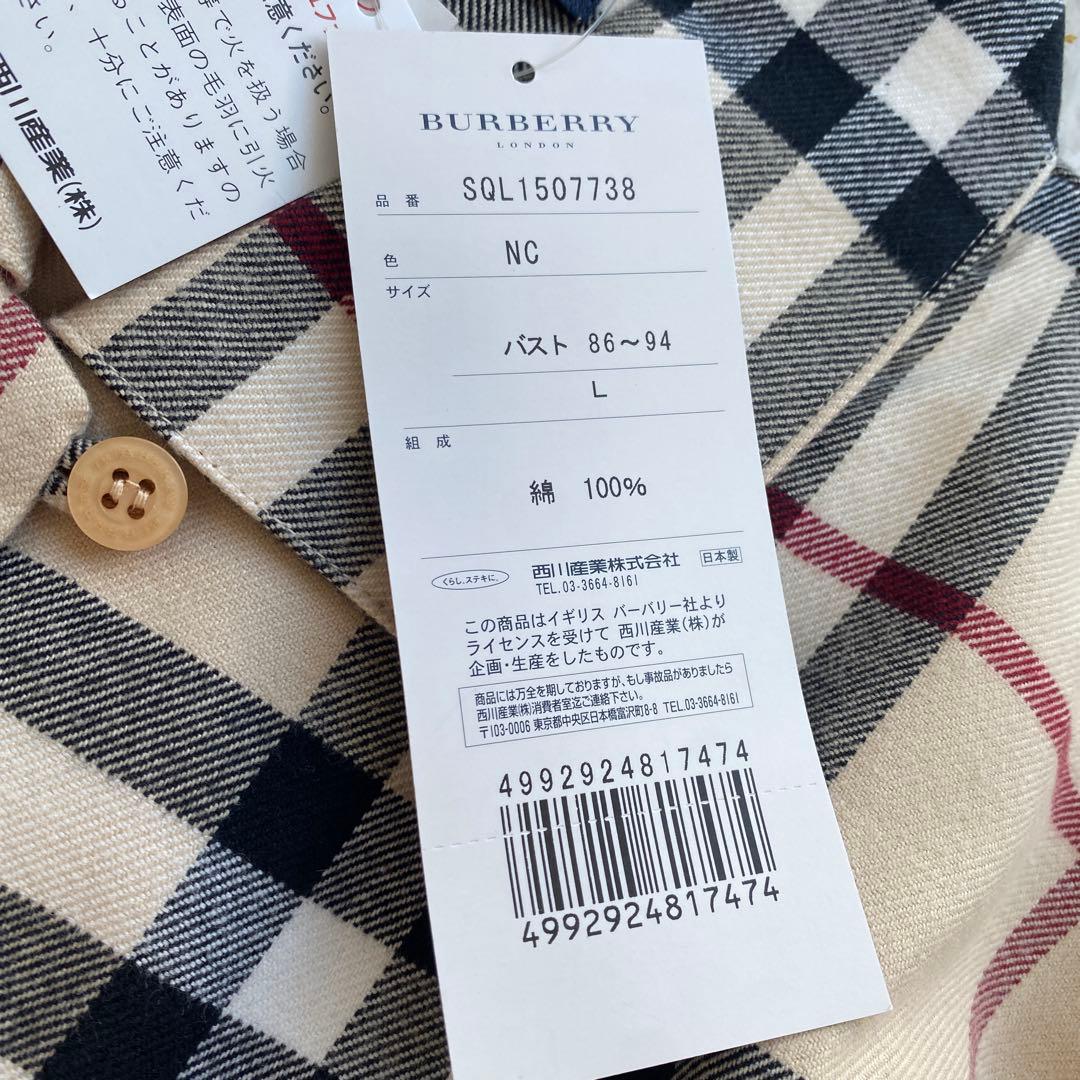 意ください。
で火を扱う場合
表面の毛羽に引火
ることがありますの
、十分にご注意くだ
さい。
西川産業(株)
BURBERRY
LONDON
品番 SQL1507738
色 NC
サイズ
バスト 86～94
L
組成
綿 100%
くらし、ステキに。 西川産業株式会社 日本製
TEL.03-3664-8161
この商品はイギリス バーバリー社より
ライセンスを受けて 西川産業(株)が
企画・生産をしたものです。
商品には万全を期しておりますが、もし事故品がありましたら
西川産業(株)消費者室迄ご連絡下さい。
〒103-0006 東京都中央区日本橋富沢町8-8 TEL.03-3664-8161
4992924817474
4992924817474